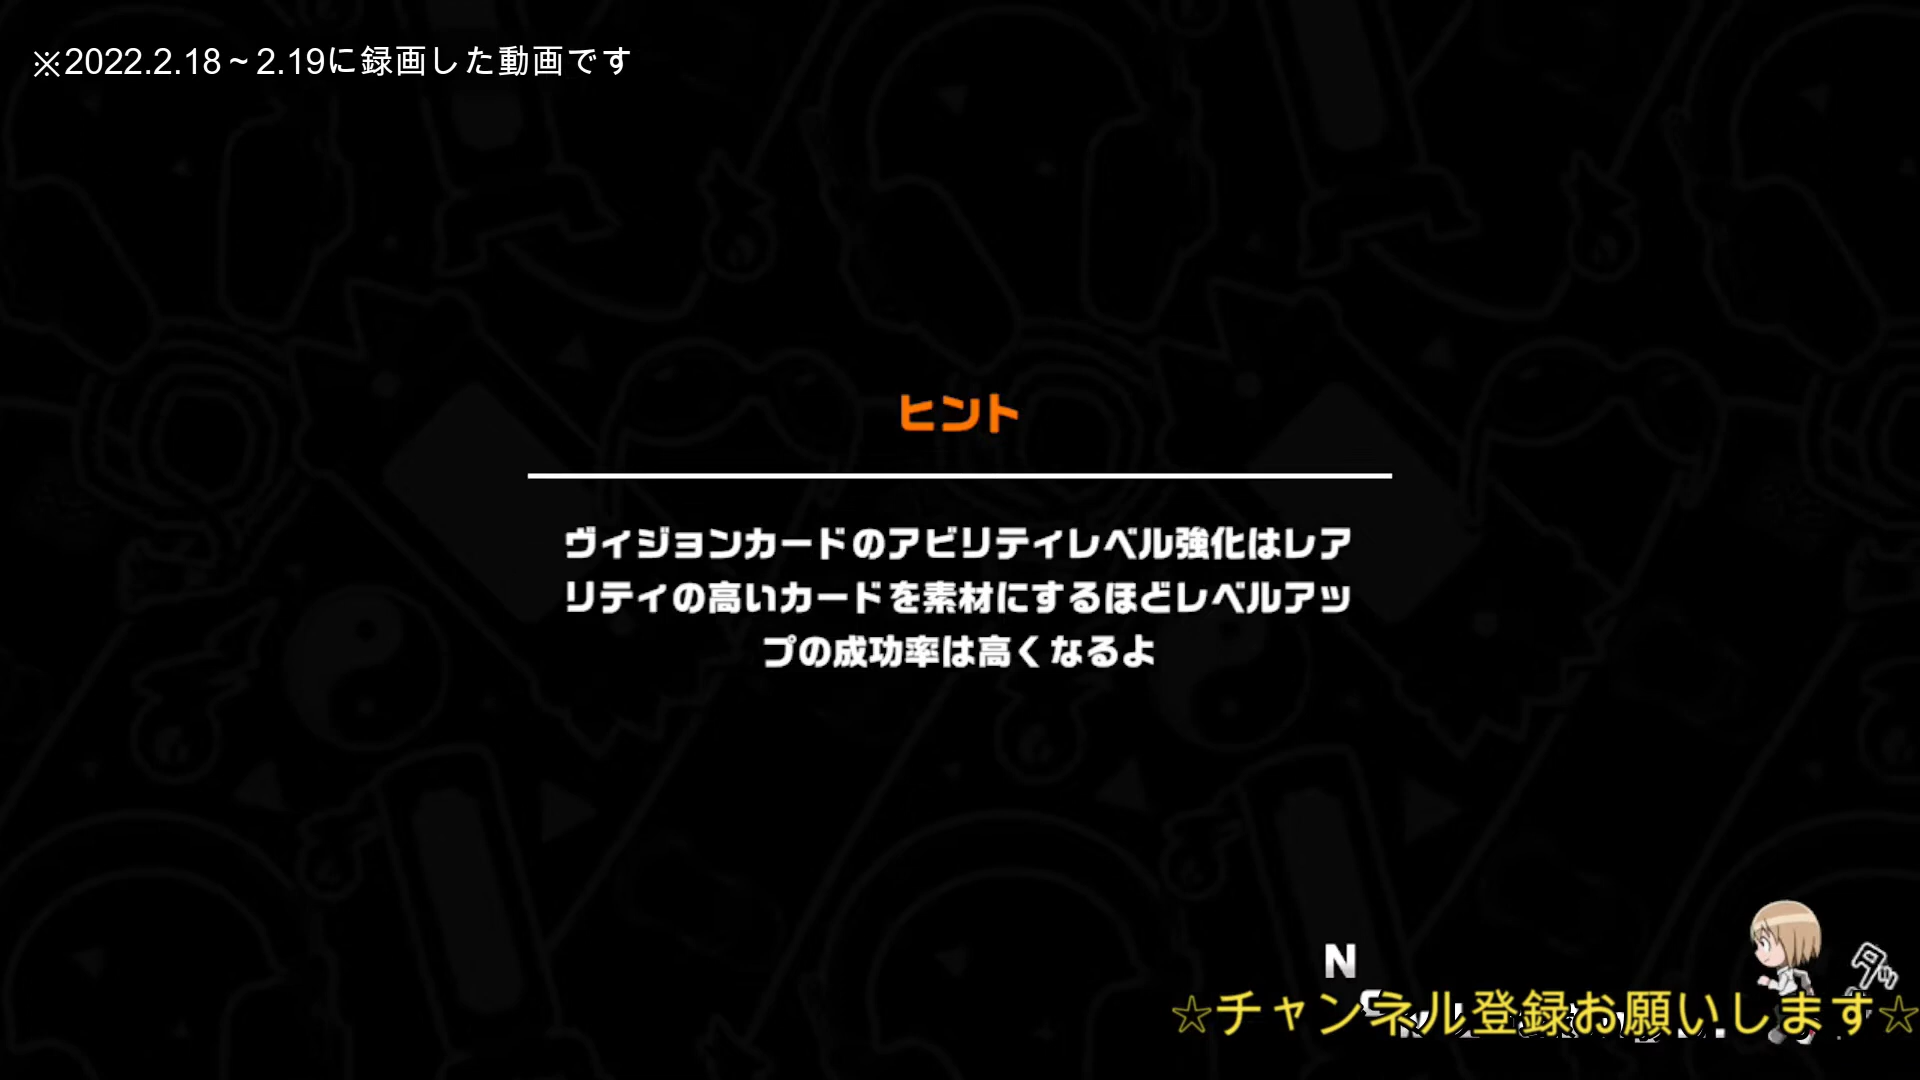 ※2022.2.18～2.19に録画した動画です
ヒント
ヴィジョンカードのアビリティレベル強化はレア
リティの高いカードを素材にするほどレベルアッ
プの成功率は高くなるよ
N
タッ
☆チャンネル登録お願いします☆